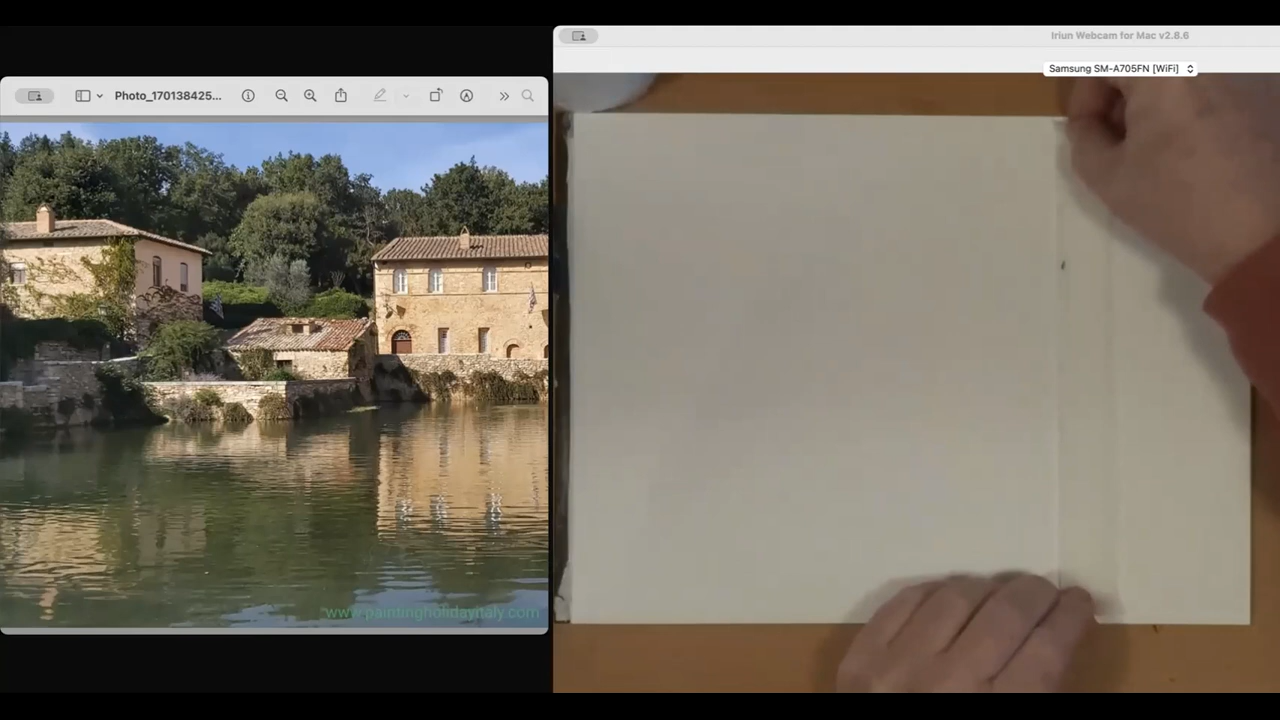 Iriun Webcam for Mac v2.8.6
Samsung SM-A705FN [WiFi]
Photo_170138425...
www.paintingholidayitaly.com